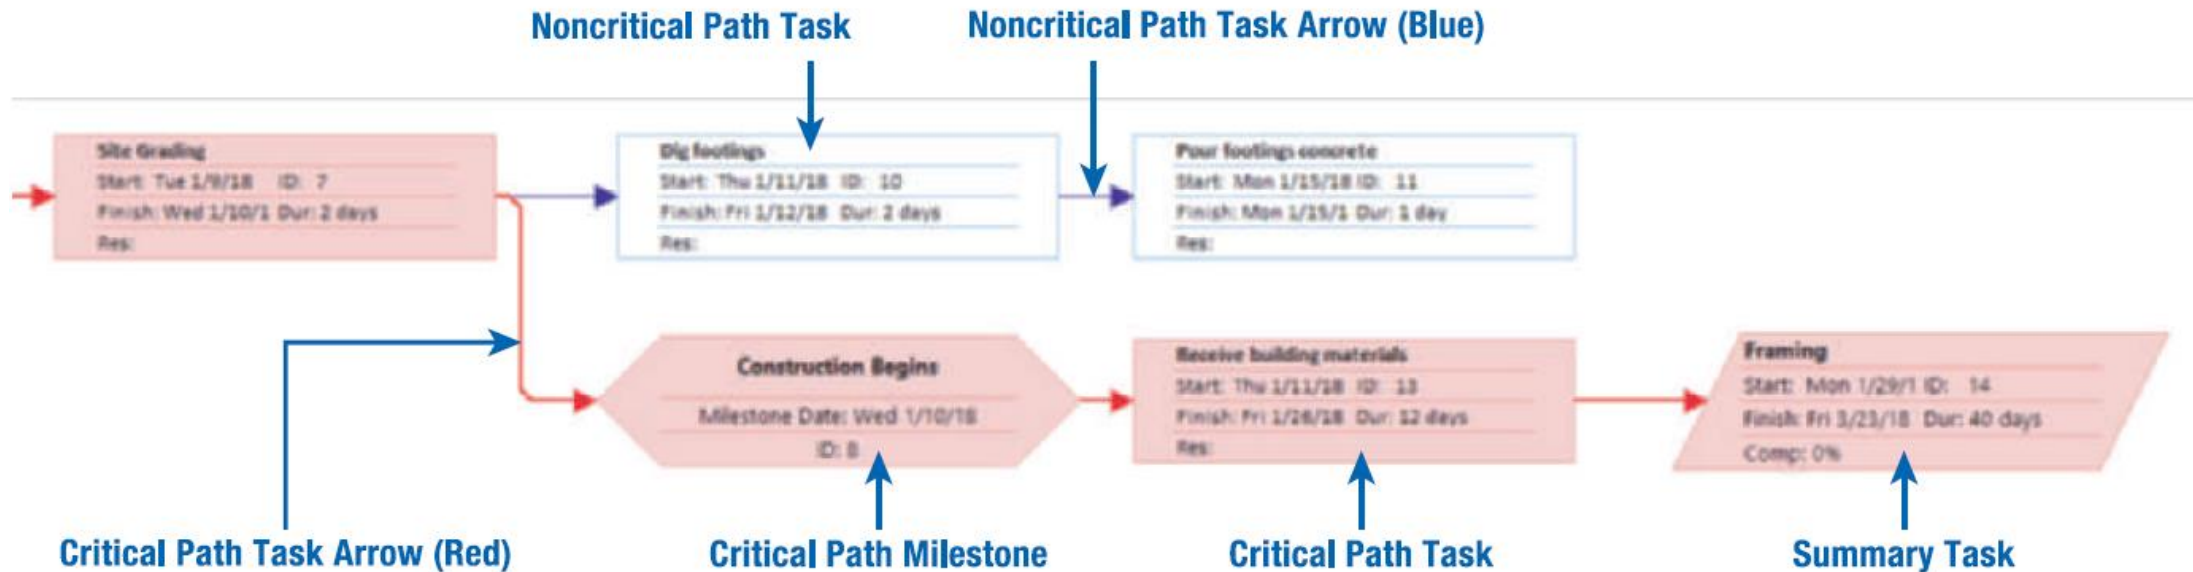 Noncritical Path Task
Noncritical Path Task Arrow (Blue)
Site Grading
Start: Tue 1/9/18 ID: 7
Finish: Wed 1/10/1 Dur: 2 days
Res:
Dig footings
Start: Thu 1/11/18 ID: 10
Finish: Fri 1/12/18 Dur: 2 days
Res:
Pour footings concrete
Start: Mon 1/15/18 ID: 11
Finish: Mon 1/15/1 Dur: 1 day
Res:
Construction Begins
Milestone Date: Wed 1/10/18
ID: 8
Receive building materials
Start: Thu 1/11/18 ID: 13
Finish: Fri 1/26/18 Dur: 12 days
Res:
Framing
Start: Mon 1/29/1 ID: 14
Finish: Fri 3/23/18 Dur: 40 days
Comp: 0%
Critical Path Task Arrow (Red)
Critical Path Milestone
Critical Path Task
Summary Task